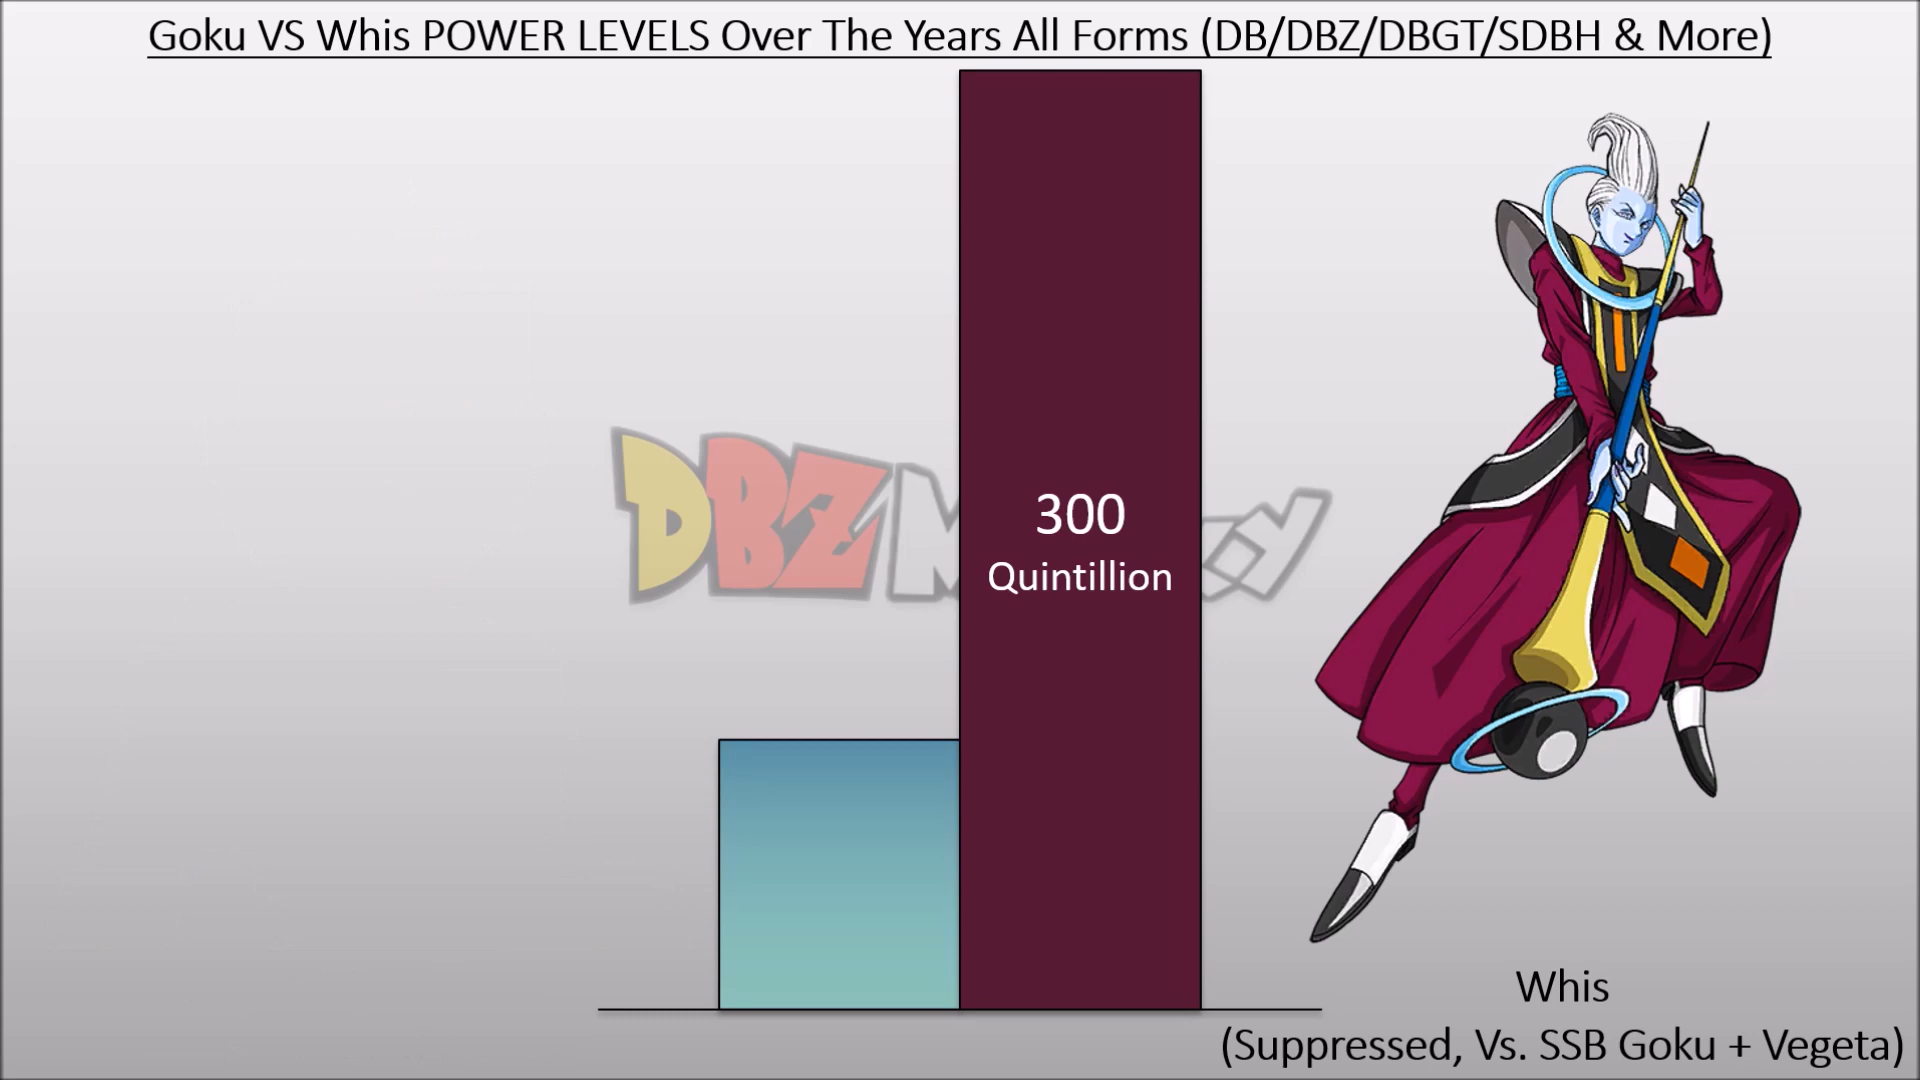 Goku VS Whis POWER LEVELS Over The Years All Forms (DB/DBZ/DBGT/SDBH & More)
DBZ
300
Quintillion
Whis
(Suppressed, Vs. SSB Goku + Vegeta)